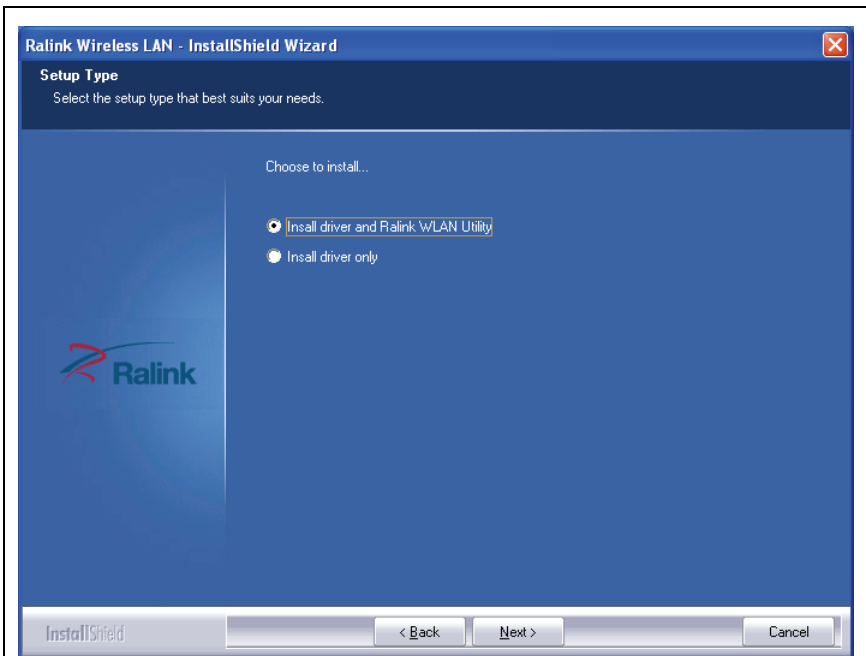 Ralink Wireless LAN - InstallShield Wizard
Setup Type
Select the setup type that best suits your needs.
Choose to install...
Insall driver and Ralink WLAN Utility
Insall driver only
Ralink
InstallShield
< Back
Next >
Cancel